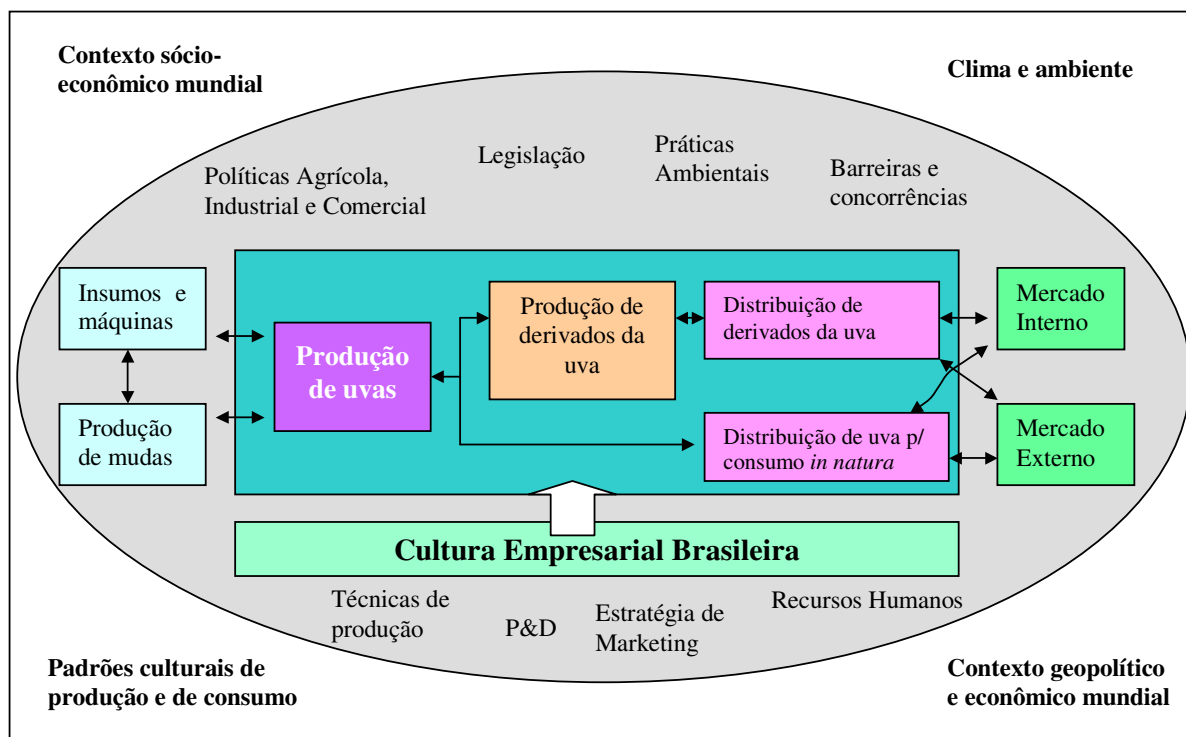 Contexto sócio-
econômico mundial
Clima e ambiente
Legislação
Práticas
Ambientais
Políticas Agrícola,
Industrial e Comercial
Barreiras e
concorrências
Insumos e
máquinas
Produção
de mudas
Produção
de uvas
Produção de
derivados da
uva
Distribuição de
derivados da uva
Distribuição de uva p/
consumo in natura
Mercado
Interno
Mercado
Externo
Cultura Empresarial Brasileira
Técnicas de
produção
P&D
Estratégia de
Marketing
Recursos Humanos
Padrões culturais de
produção e de consumo
Contexto geopolítico
e econômico mundial